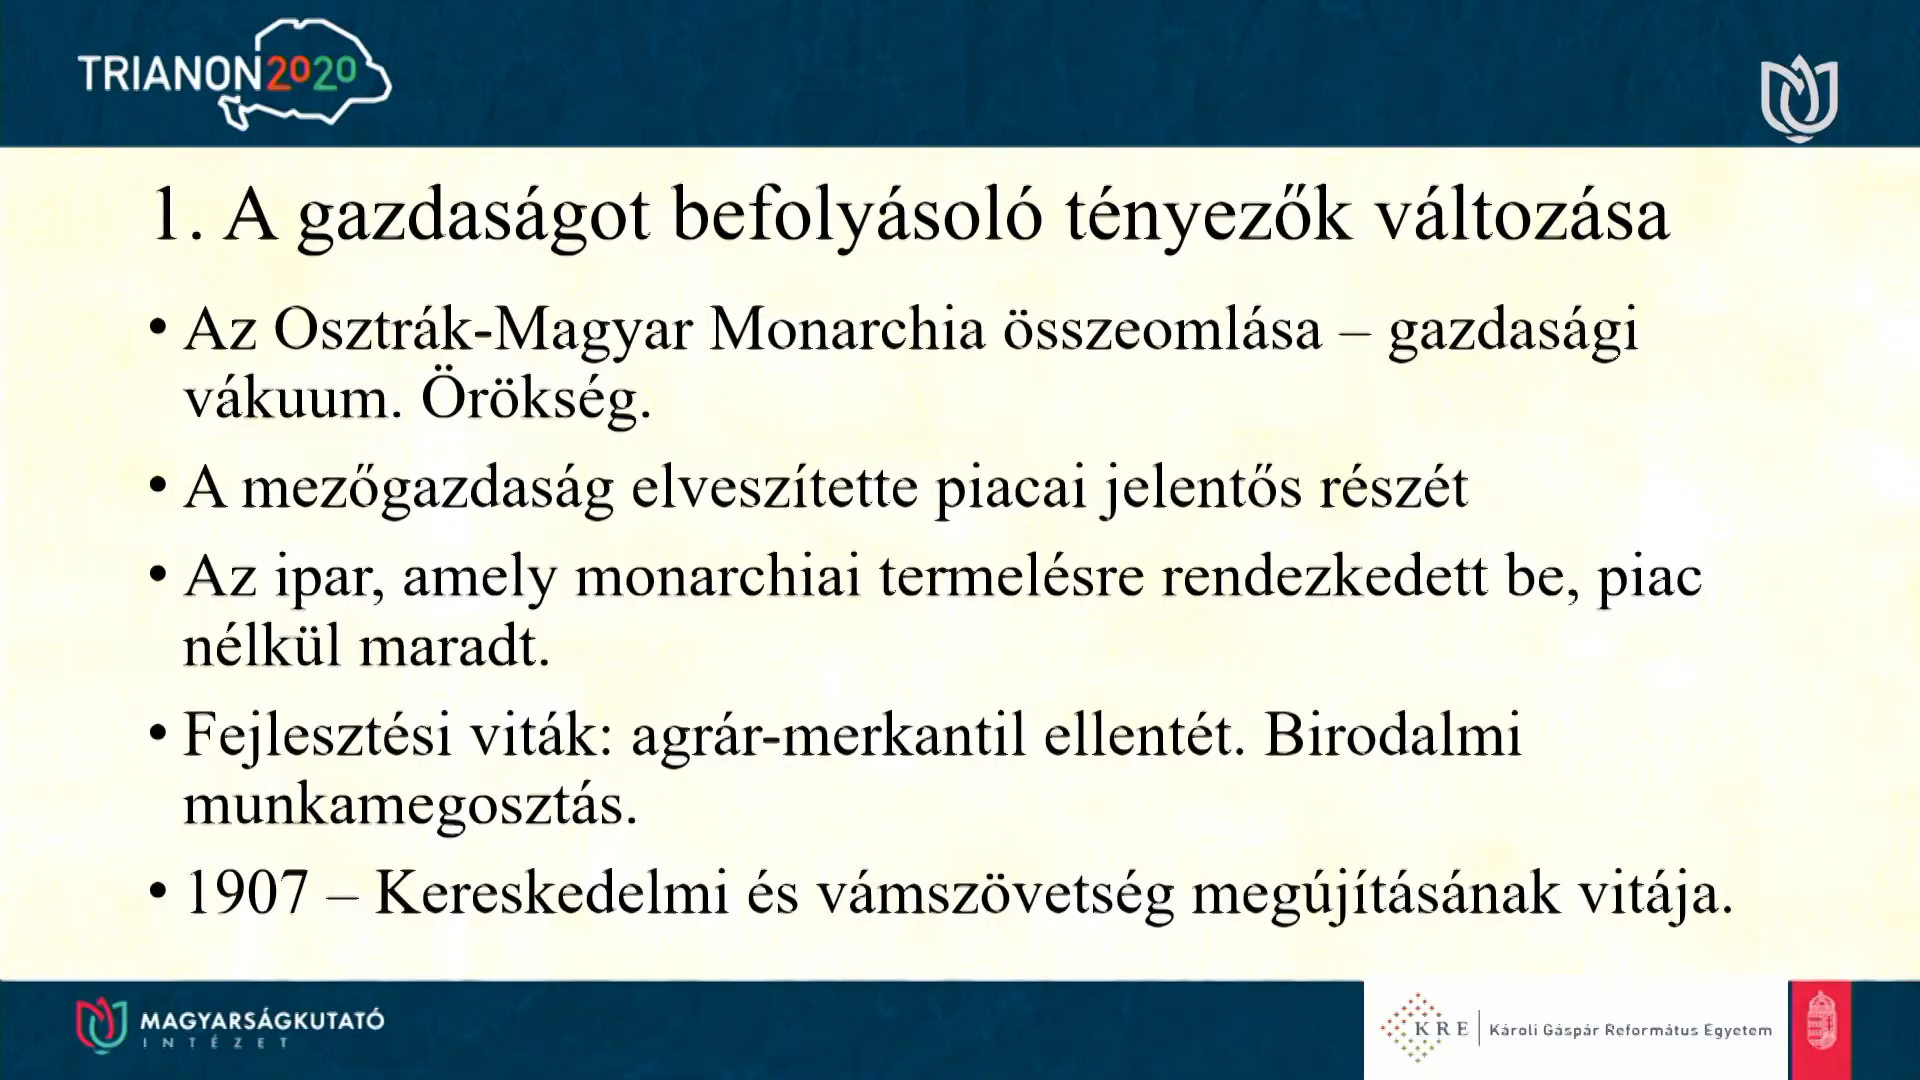 TRIANON2020
1. A gazdaságot befolyásoló tényezők változása
• Az Osztrák-Magyar Monarchia összeomlása – gazdasági
vákuum. Örökség.
• A mezőgazdaság elveszítette piacai jelentős részét
• Az ipar, amely monarchiai termelésre rendezkedett be, piac
nélkül maradt.
• Fejlesztési viták: agrár-merkantil ellentét. Birodalmi
munkamegosztás.
• 1907 – Kereskedelmi és vámszövetség megújításának vitája.
MAGYARSÁGKUTATÓ
INTÉZET
KRE Károli Gáspár Református Egyetem